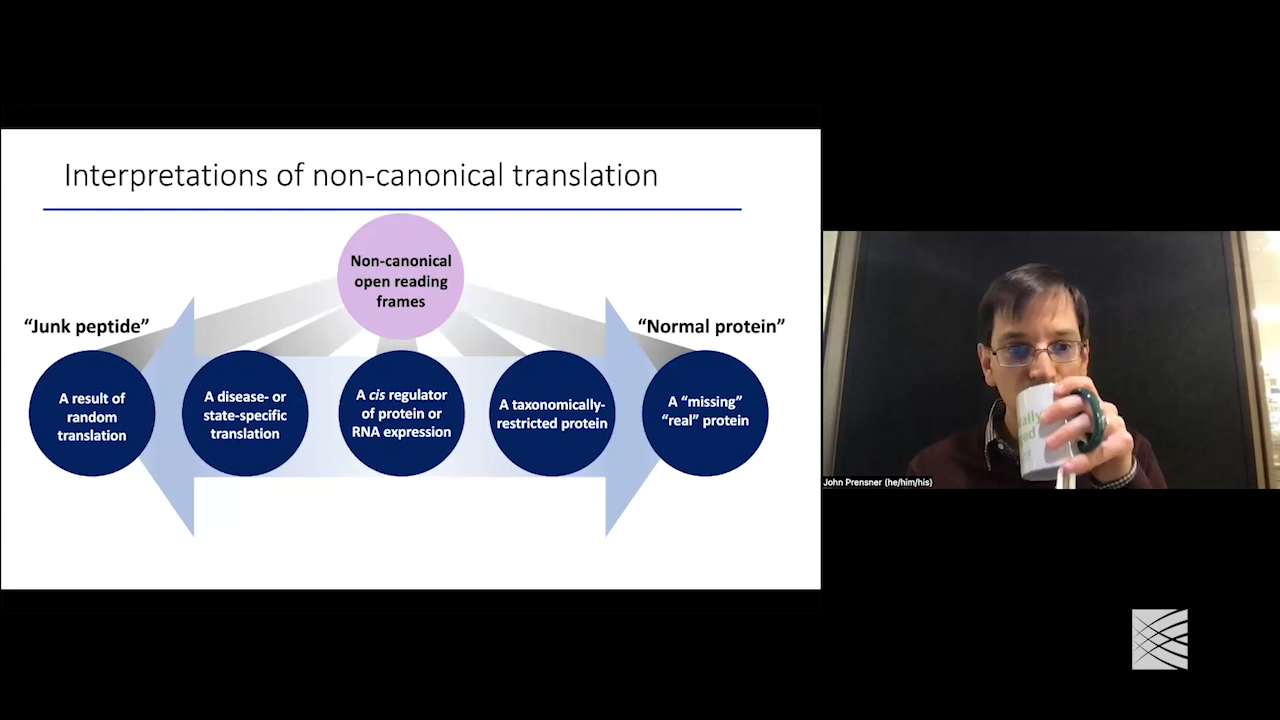 Interpretations of non-canonical translation
Non-canonical
open reading
frames
“Junk peptide”
“Normal protein”
A result of
random
translation
A disease- or
state-specific
translation
A cis regulator
of protein or
RNA expression
A taxonomically-
restricted protein
A “missing”
“real” protein
John Prensner (he/him/his)